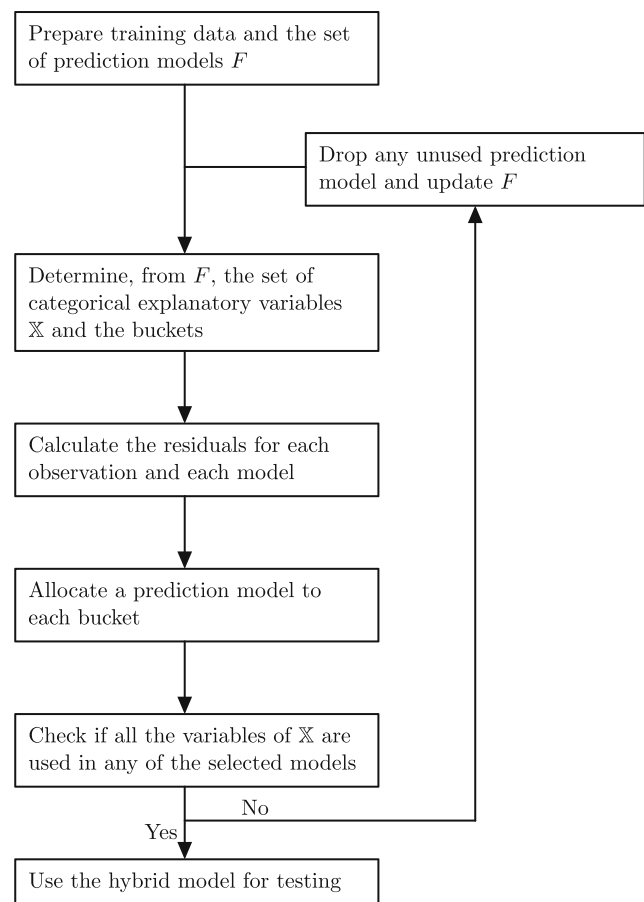 Prepare training data and the set
of prediction models F
Drop any unused prediction
model and update F
Determine, from F, the set of
categorical explanatory variables
𝕏 and the buckets
Calculate the residuals for each
observation and each model
Allocate a prediction model to
each bucket
Check if all the variables of 𝕏 are
used in any of the selected models
No
Yes
Use the hybrid model for testing